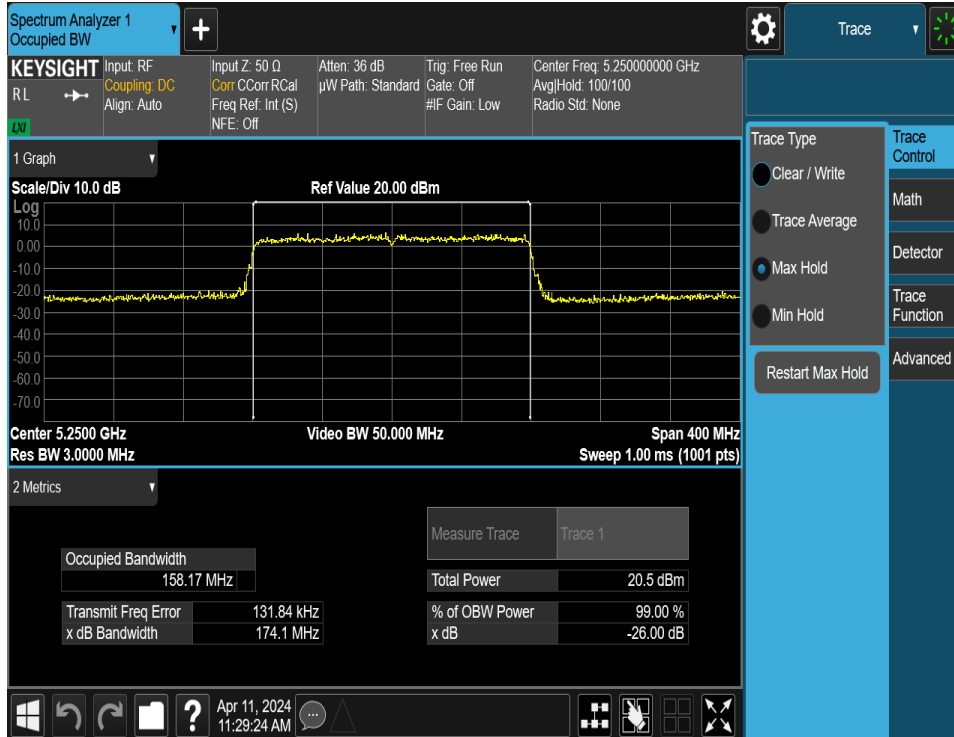 Spectrum Analyzer 1
Occupied BW
+
Trace
KEYSIGHT
R L
LXI
Input: RF
Coupling: DC
Align: Auto
Input Z: 50 Ω
Corr CCorr RCal
Freq Ref: Int (S)
NFE: Off
Atten: 36 dB
µW Path: Standard
Trig: Free Run
Gate: Off
#IF Gain: Low
Center Freq: 5.250000000 GHz
Avg|Hold: 100/100
Radio Std: None
1 Graph
Scale/Div 10.0 dB
Ref Value 20.00 dBm
Log
10.0
0.00
-10.0
-20.0
-30.0
-40.0
-50.0
-60.0
-70.0
Center 5.2500 GHz
Video BW 50.000 MHz
Span 400 MHz
Res BW 3.0000 MHz
Sweep 1.00 ms (1001 pts)
2 Metrics
Measure Trace
Trace 1
Occupied Bandwidth
158.17 MHz
Total Power
20.5 dBm
Transmit Freq Error
131.84 kHz
% of OBW Power
99.00 %
x dB Bandwidth
174.1 MHz
x dB
-26.00 dB
Trace Type
Clear / Write
Trace Average
Max Hold
Min Hold
Restart Max Hold
Trace
Control
Math
Detector
Trace
Function
Advanced
?
Apr 11, 2024
11:29:24 AM